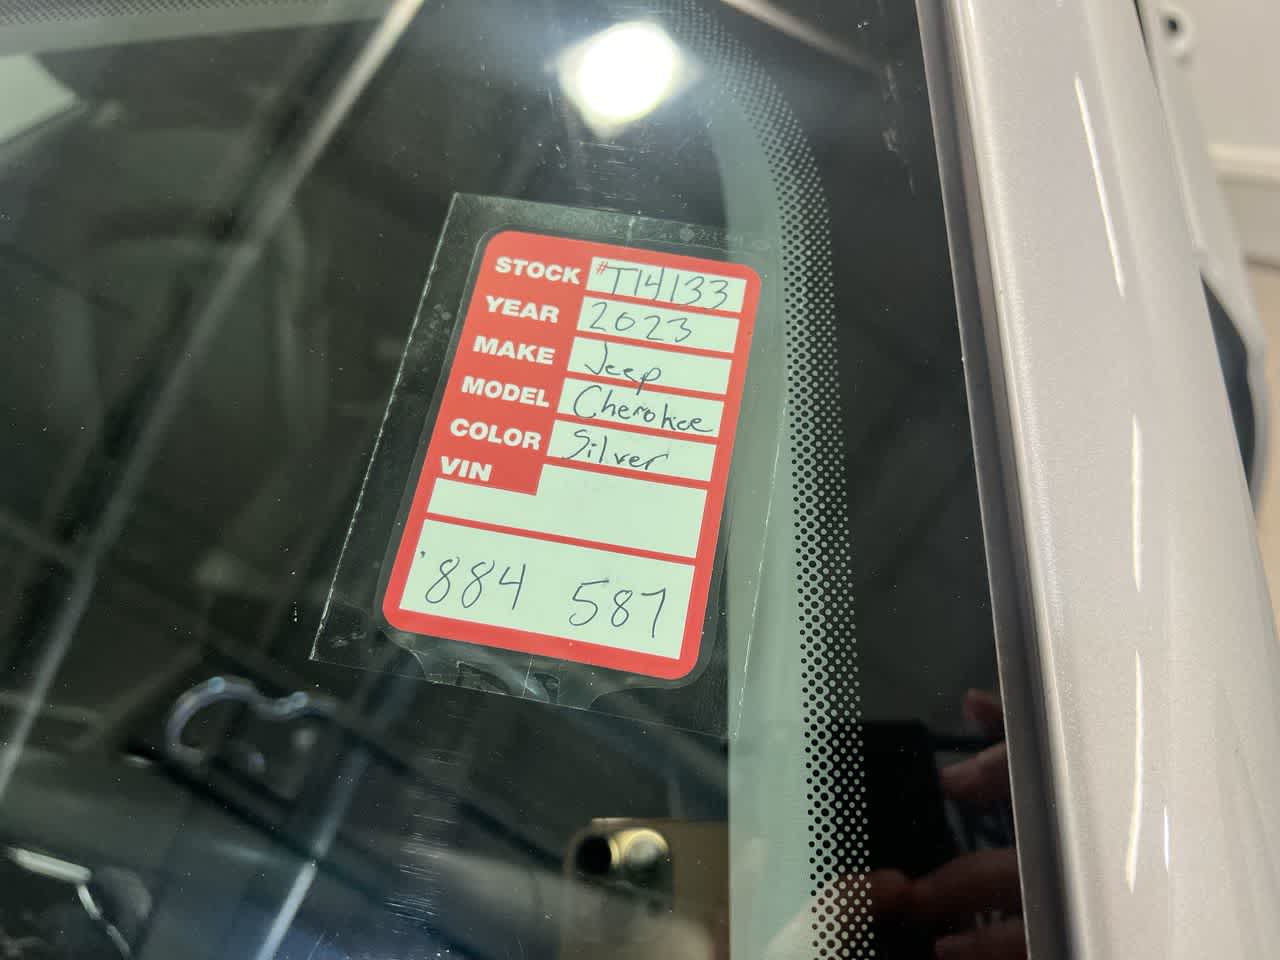 STOCK #T14133
YEAR 2023
MAKE Jeep
MODEL Cherokee
COLOR Silver
VIN
884 587